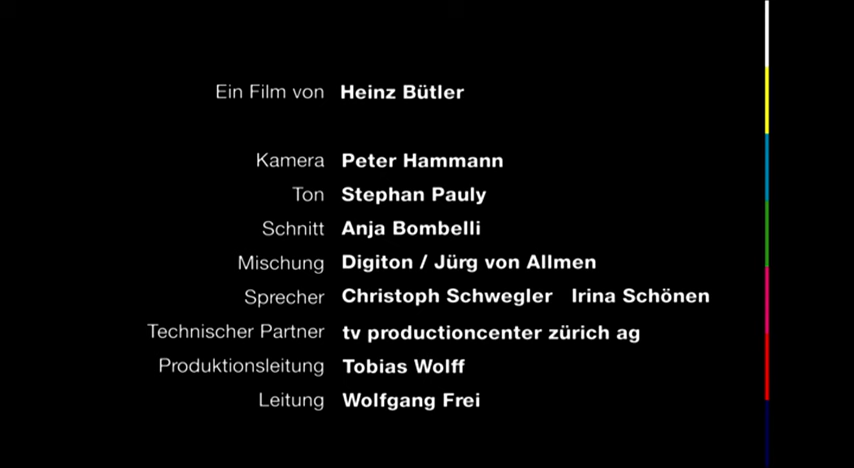 Ein Film von Heinz Bütler
Kamera Peter Hammann
Ton Stephan Pauly
Schnitt Anja Bombelli
Mischung Digiton / Jürg von Allmen
Sprecher Christoph Schwegler Irina Schönen
Technischer Partner tv productioncenter zürich ag
Produktionsleitung Tobias Wolff
Leitung Wolfgang Frei